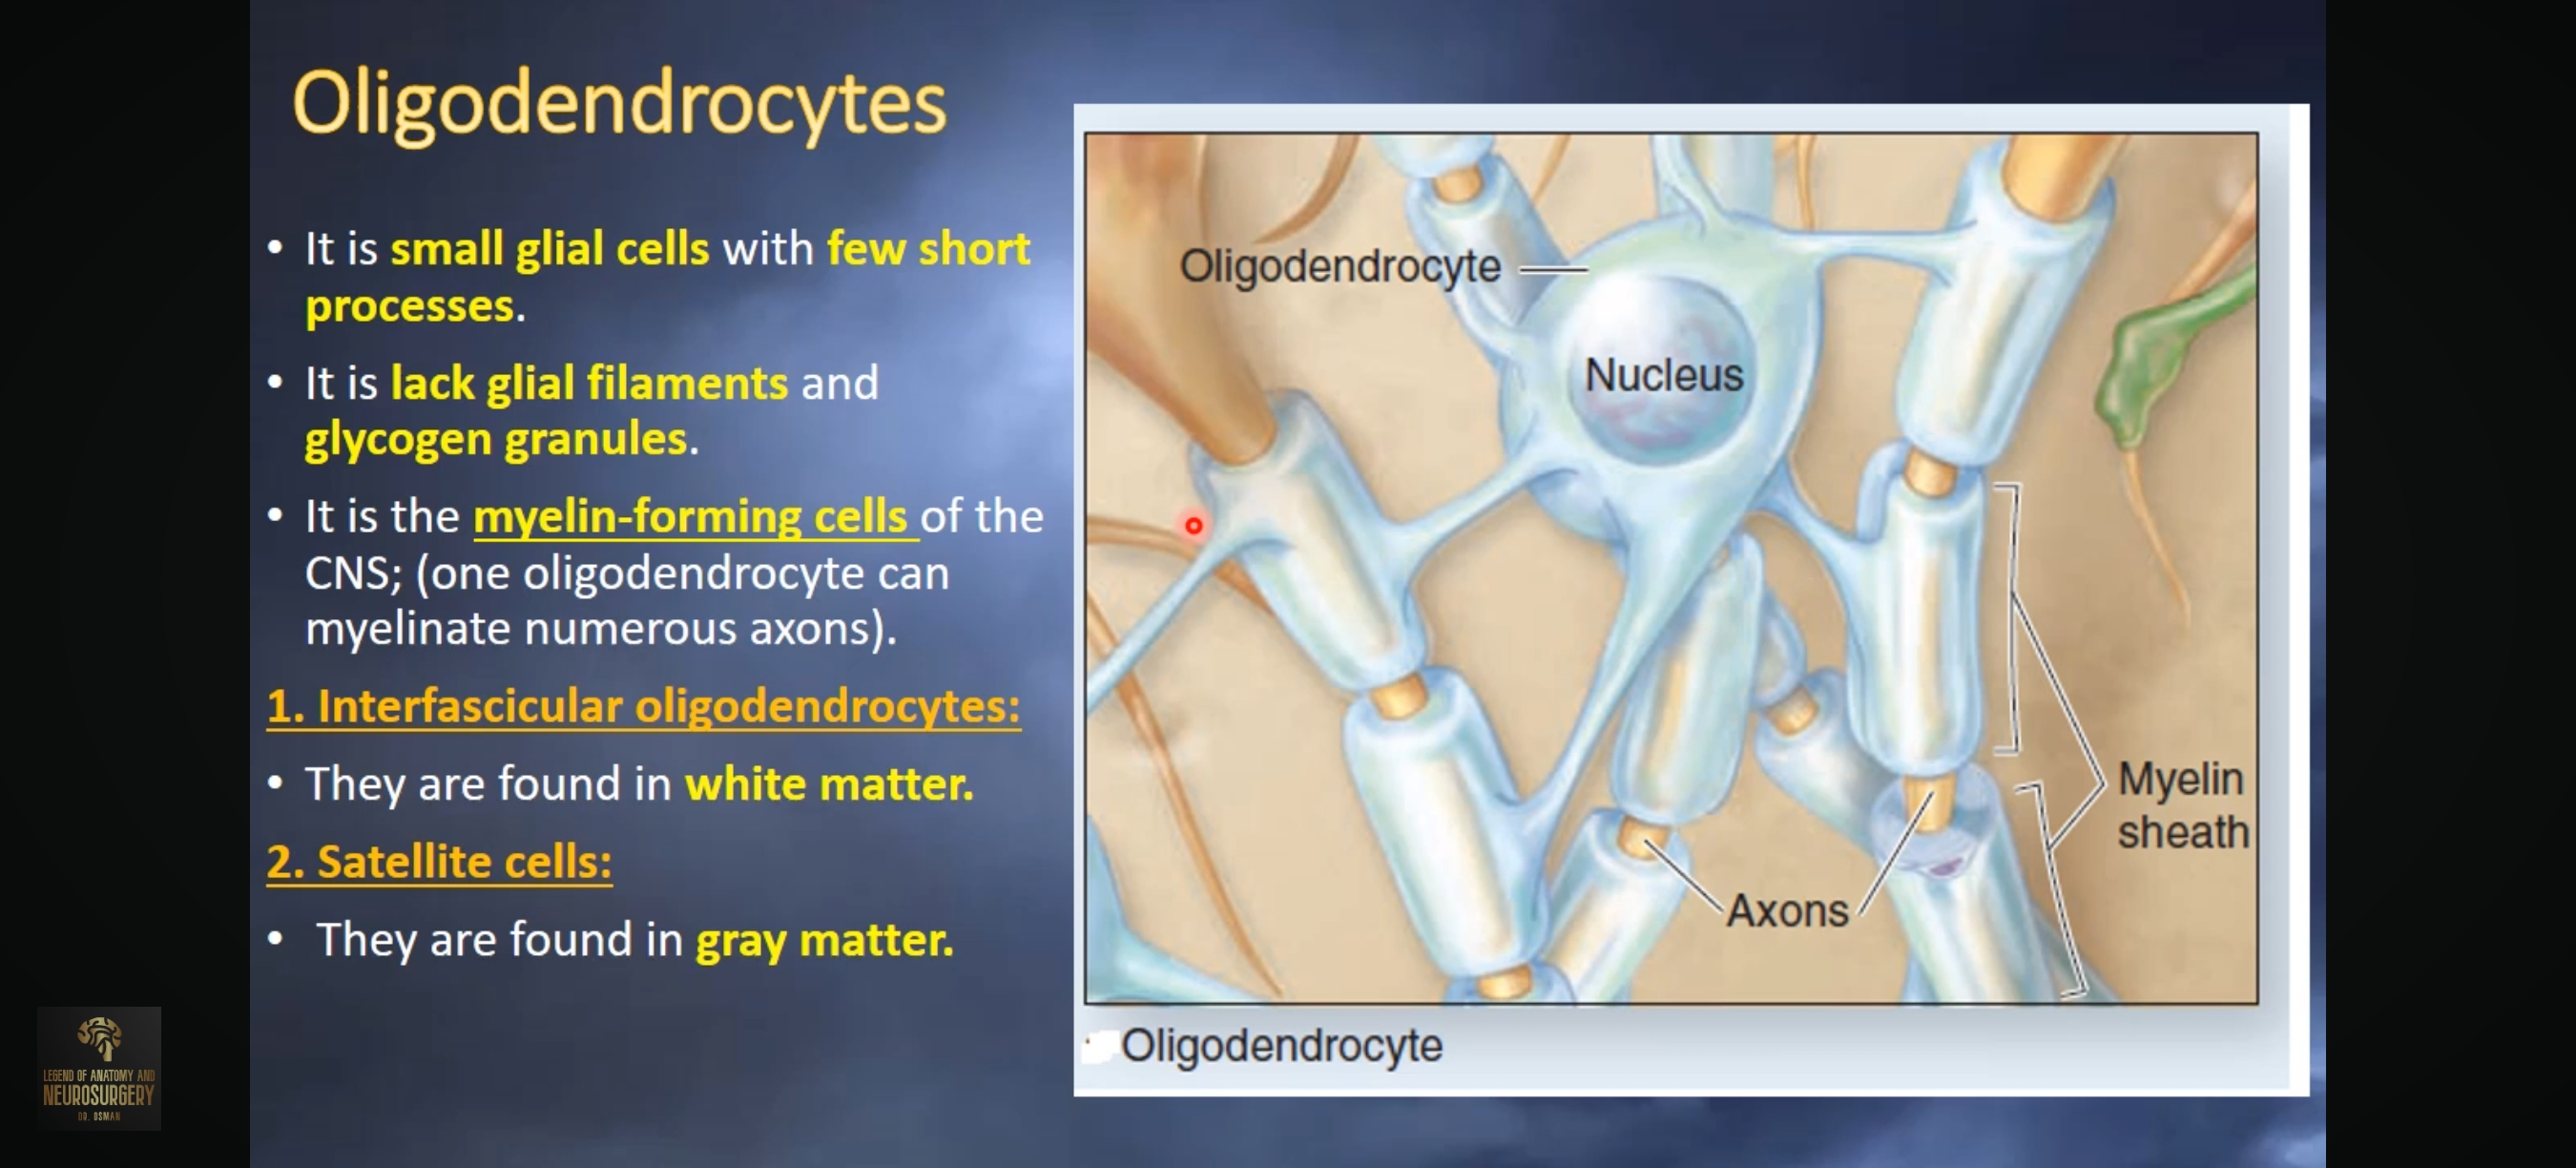 Oligodendrocytes
• It is small glial cells with few short
processes.
• It is lack glial filaments and
glycogen granules.
• It is the myelin-forming cells of the
CNS; (one oligodendrocyte can
myelinate numerous axons).
1. Interfascicular oligodendrocytes:
• They are found in white matter.
2. Satellite cells:
• They are found in gray matter.
Oligodendrocyte
Nucleus
Myelin
sheath
Axons
Oligodendrocyte
LEGEND OF ANATOMY AND
NEUROSURGERY
DR. OSMAN